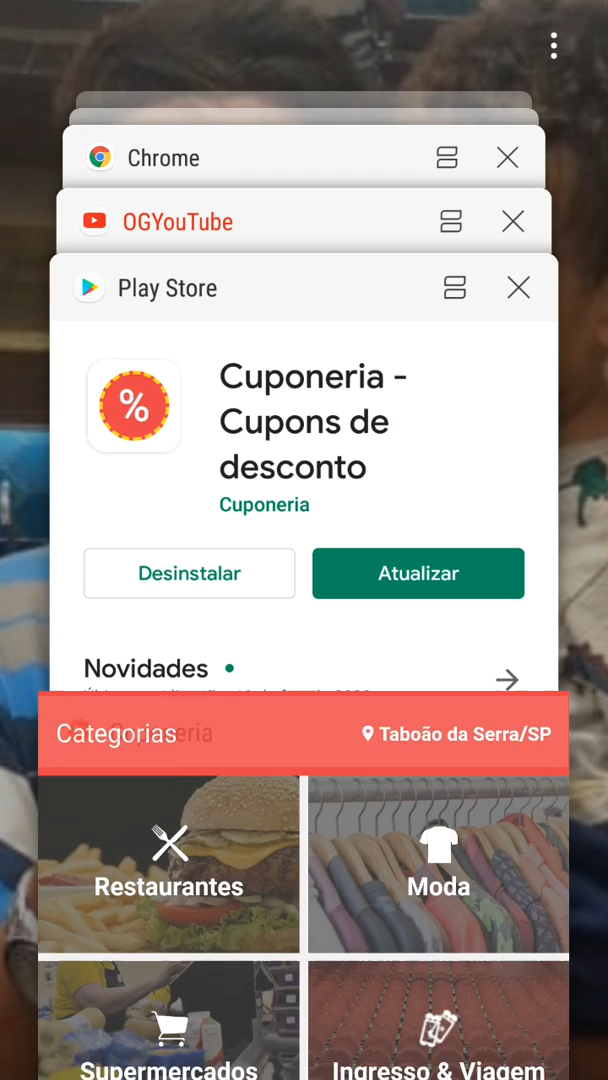 Chrome
OGYouTube
Play Store
%
Cuponeria -
Cupons de
desconto
Cuponeria
Desinstalar
Atualizar
Novidades
Categorias
Taboão da Serra/SP
Restaurantes
Moda
Supermercados
Ingresso & Viagem